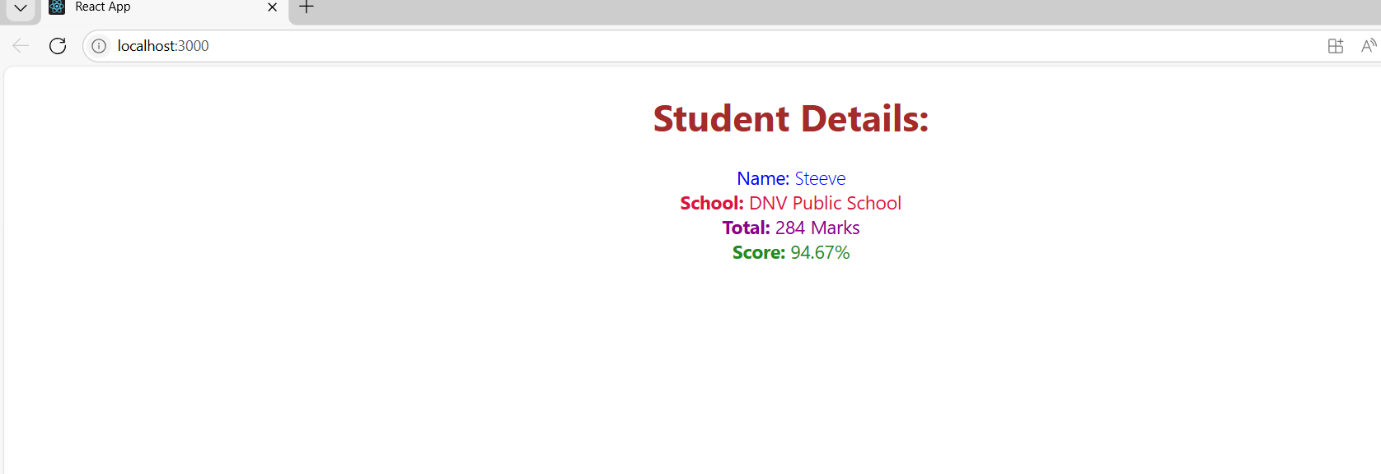 React App
localhost:3000
Student Details:
Name: Steeve
School: DNV Public School
Total: 284 Marks
Score: 94.67%